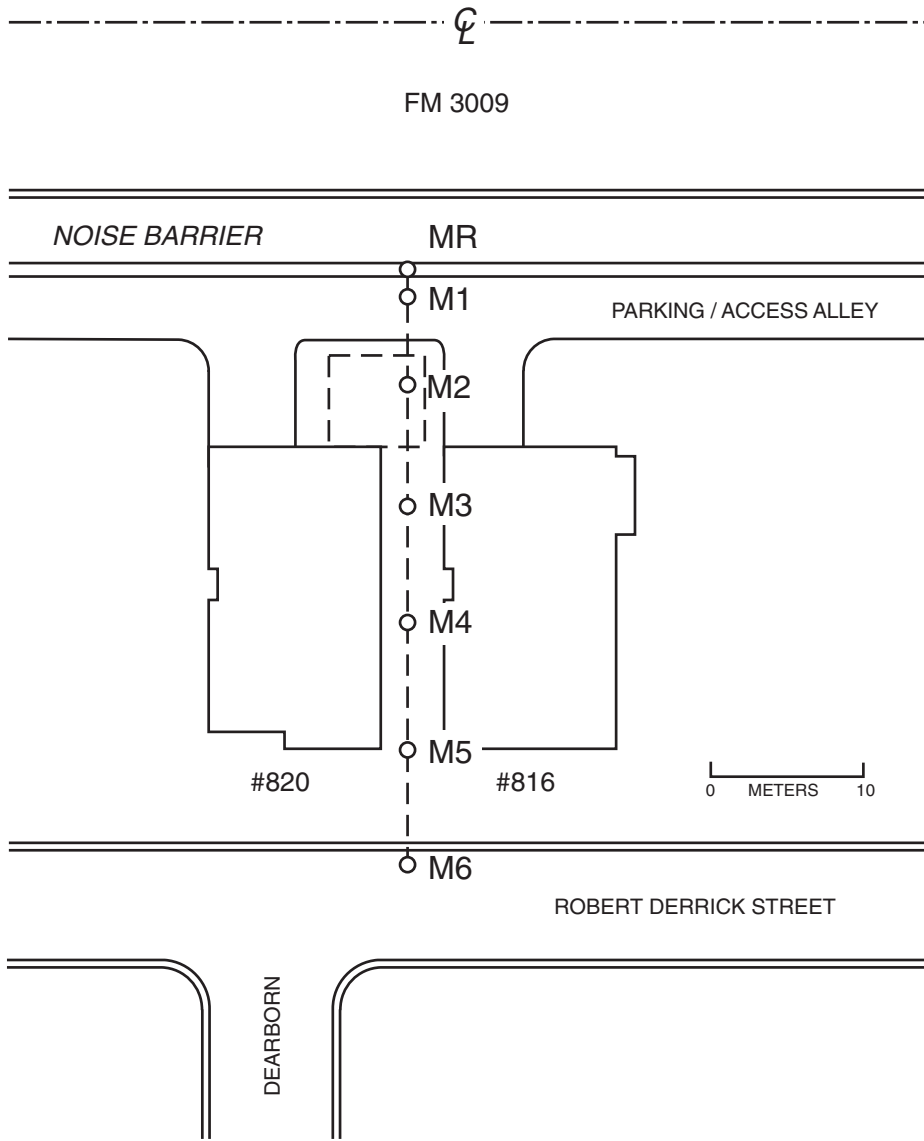 ℄
FM 3009
NOISE BARRIER
MR
M1
PARKING / ACCESS ALLEY
M2
M3
M4
M5
#820
#816
0 METERS 10
M6
ROBERT DERRICK STREET
DEARBORN